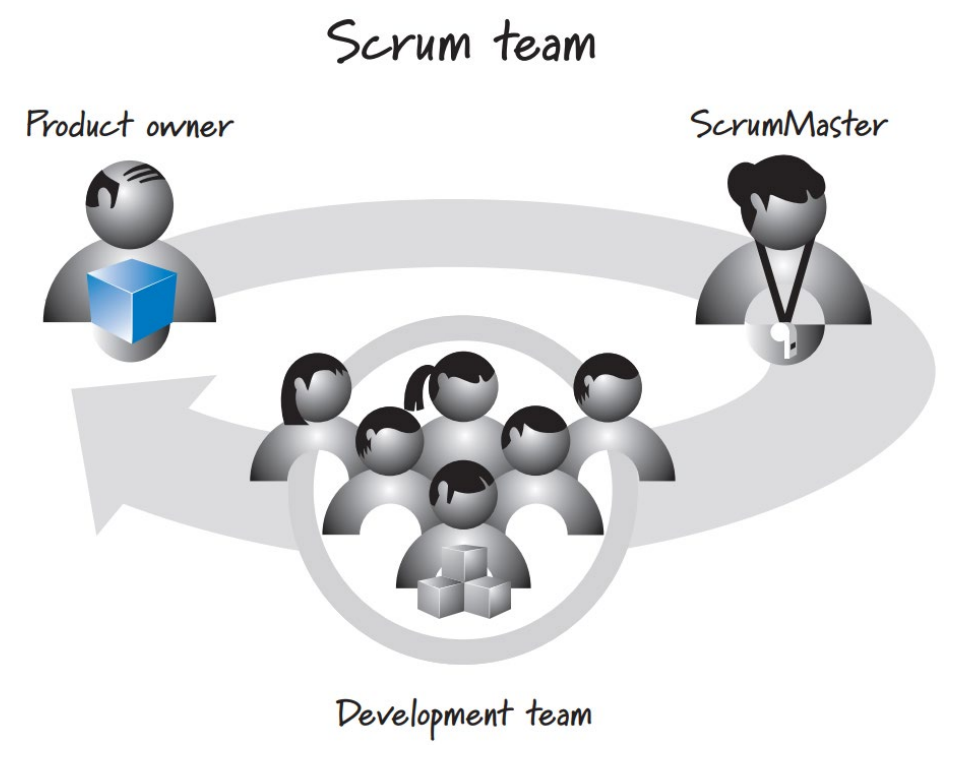 Scrum team
Product owner
ScrumMaster
Development team